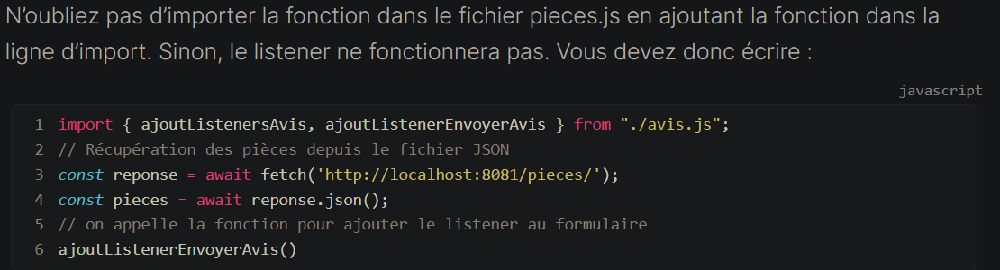 N’oubliez pas d’importer la fonction dans le fichier pieces.js en ajoutant la fonction dans la
ligne d’import. Sinon, le listener ne fonctionnera pas. Vous devez donc écrire :
javascript
1 import { ajoutListenersAvis, ajoutListenerEnvoyerAvis } from "./avis.js";
2 // Récupération des pièces depuis le fichier JSON
3 const reponse = await fetch('http://localhost:8081/pieces/');
4 const pieces = await reponse.json();
5 // on appelle la fonction pour ajouter le listener au formulaire
6 ajoutListenerEnvoyerAvis()